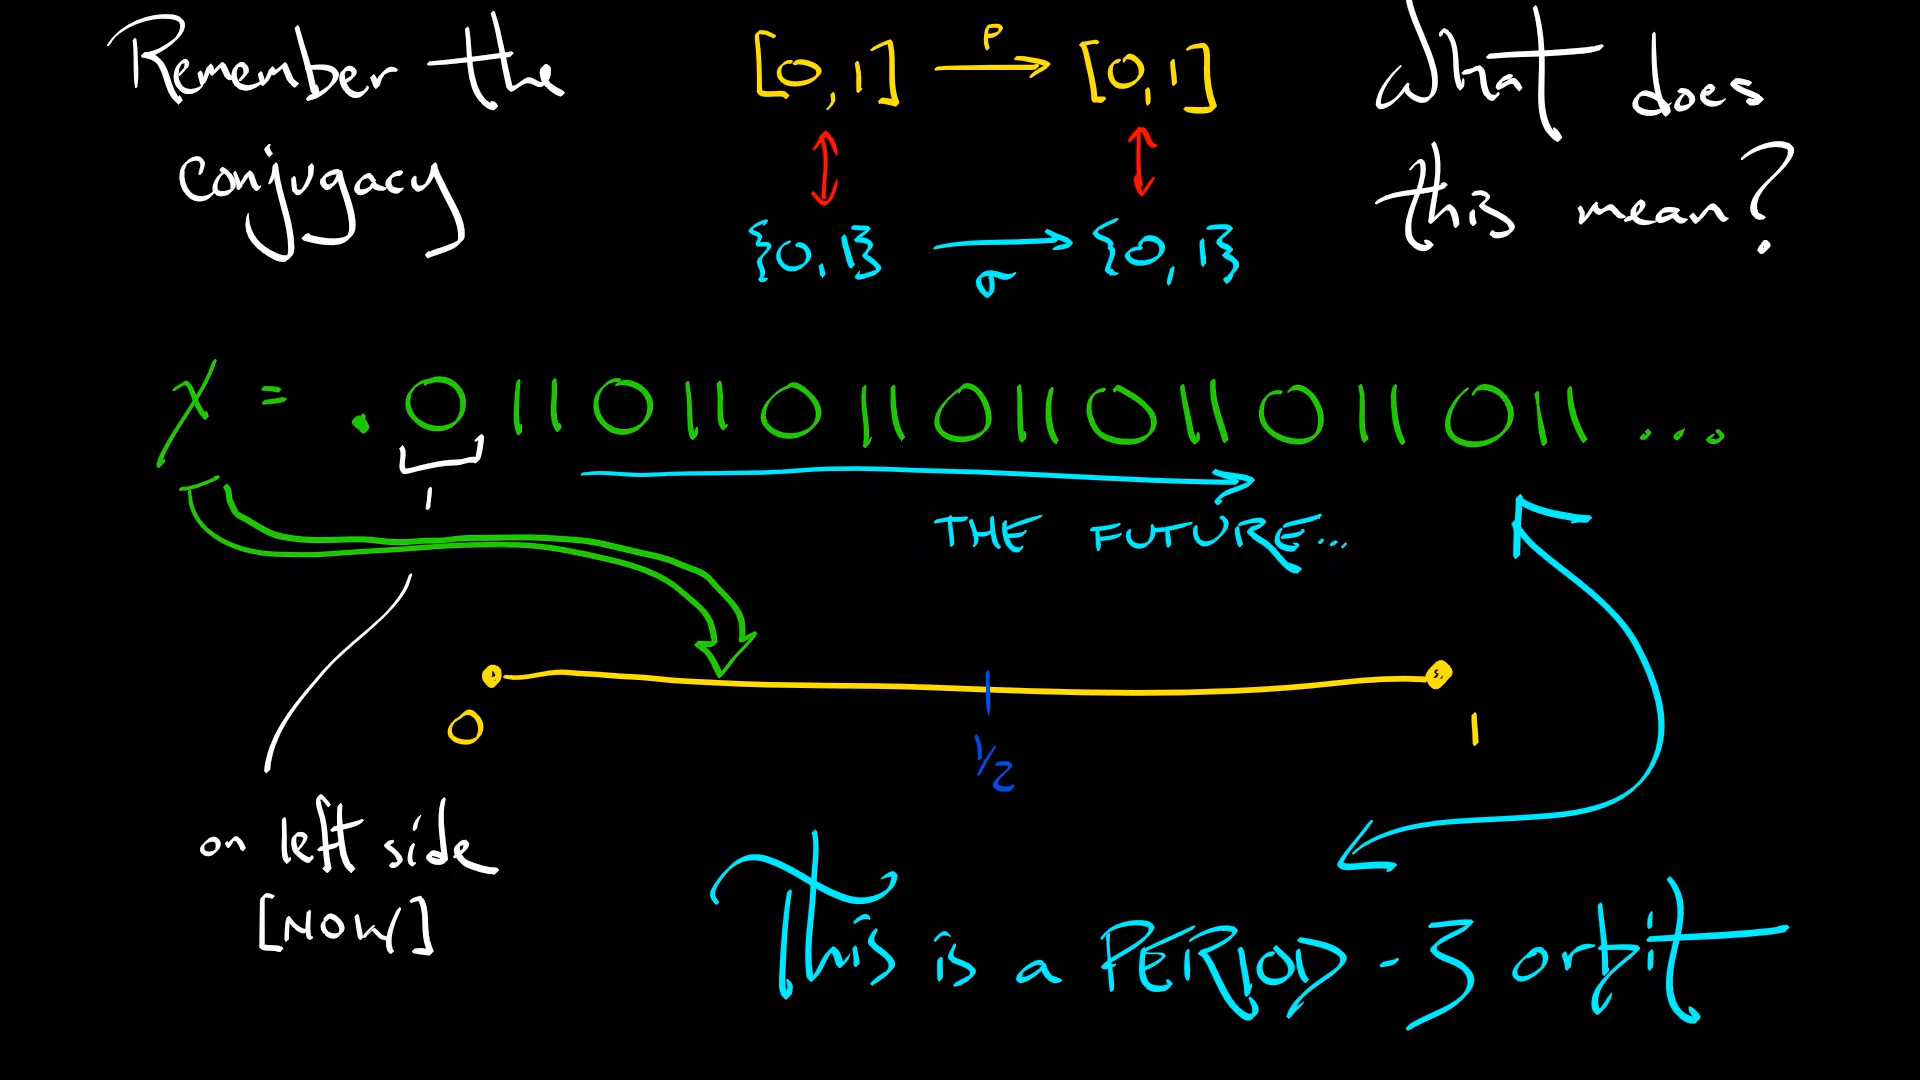 Remember the
conjugacy
[0,1] P [0,1]
{0,1} σ {0,1}
What does
this mean?
x = .011011011011011011011...
THE FUTURE...
0 1/2 1
on left side
[NOW]
This is a PERIOD-3 orbit